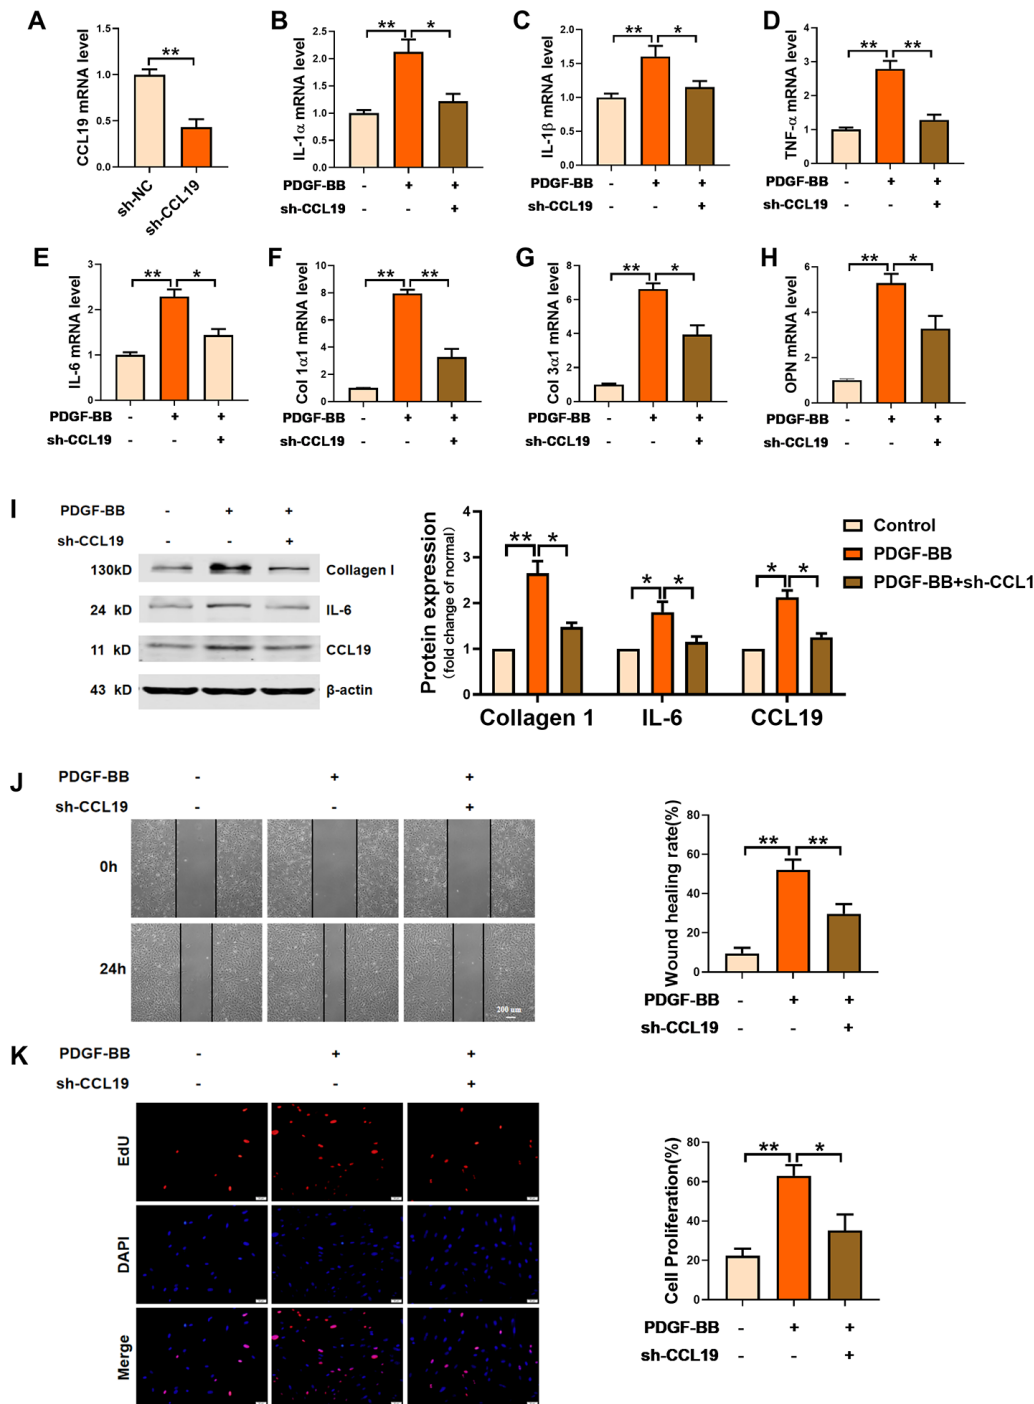 A
CCL19 mRNA level
1.5
1.0
0.5
0.0
**
sh-NC
sh-CCL19
B
IL-1α mRNA level
2.5
2.0
1.5
1.0
0.5
0.0
** *
PDGF-BB - + +
sh-CCL19 - - +
C
IL-1β mRNA level
2.0
1.5
1.0
0.5
0.0
** *
PDGF-BB - + +
sh-CCL19 - - +
D
TNF-α mRNA level
4
3
2
1
0
** **
PDGF-BB - + +
sh-CCL19 - - +
E
IL-6 mRNA level
3
2
1
0
** *
PDGF-BB - + +
sh-CCL19 - - +
F
Col 1α1 mRNA level
10
8
6
4
2
0
** **
PDGF-BB - + +
sh-CCL19 - - +
G
Col 3α1 mRNA level
8
6
4
2
0
** *
PDGF-BB - + +
sh-CCL19 - - +
H
OPN mRNA level
6
4
2
0
** *
PDGF-BB - + +
sh-CCL19 - - +
I
PDGF-BB - + +
sh-CCL19 - - +
130kD Collagen I
24 kD IL-6
11 kD CCL19
43 kD β-actin
Protein expression
(fold change of normal)
4
3
2
1
0
** *
* *
* *
Collagen 1 IL-6 CCL19
Control
PDGF-BB
PDGF-BB+sh-CCL1
J
PDGF-BB - + +
sh-CCL19 - - +
0h
24h
200 um
Wound healing rate(%)
80
60
40
20
0
** **
PDGF-BB - + +
sh-CCL19 - - +
K
PDGF-BB - + +
sh-CCL19 - - +
EdU
DAPI
Merge
Cell Proliferation(%)
80
60
40
20
0
** *
PDGF-BB - + +
sh-CCL19 - - +